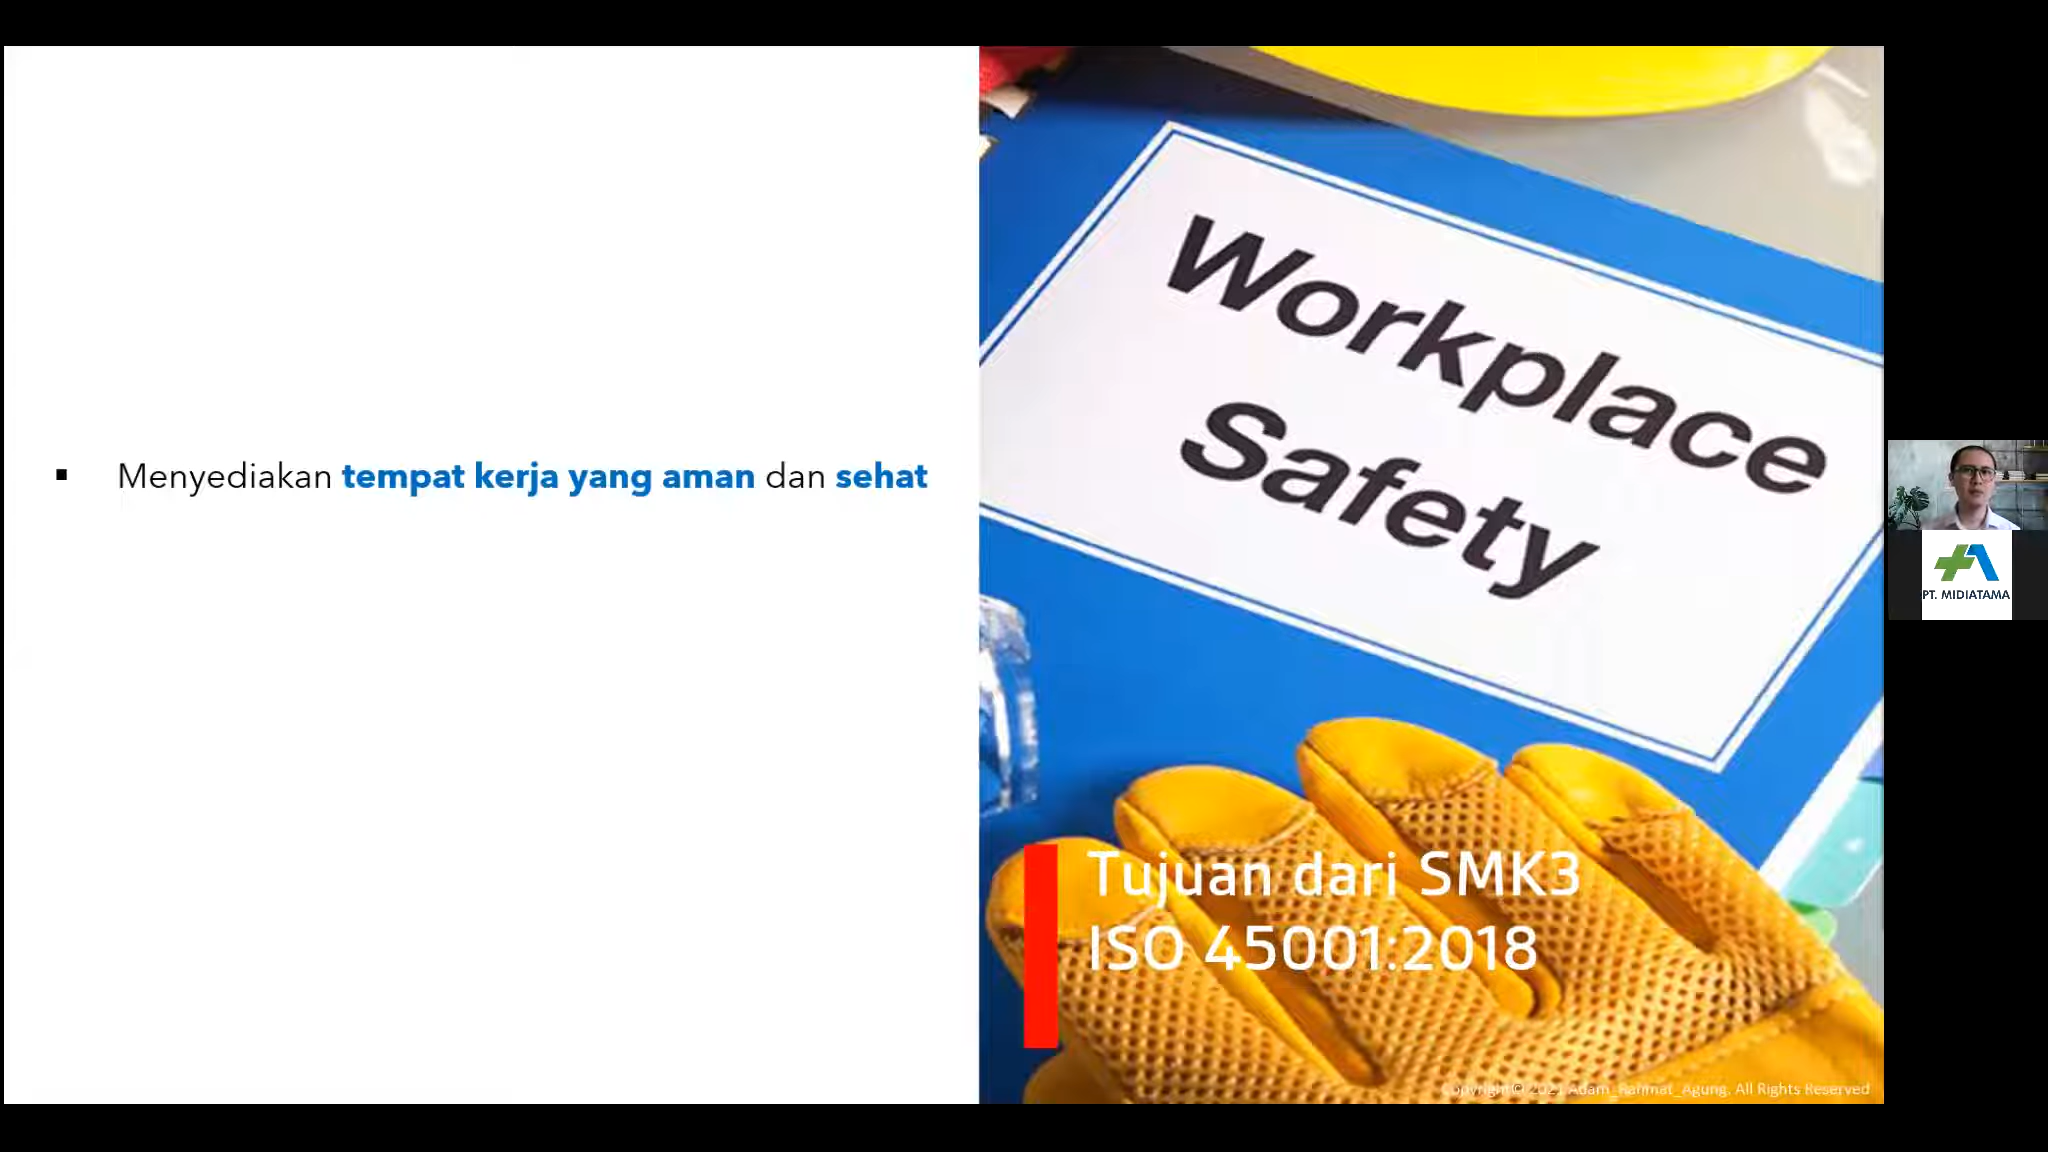 ▪ Menyediakan tempat kerja yang aman dan sehat
Workplace
Safety
Tujuan dari SMK3
ISO 45001:2018
Copyright© 2021 Adam_Rahmat_Agung. All Rights Reserved
PT. MIDIATAMA